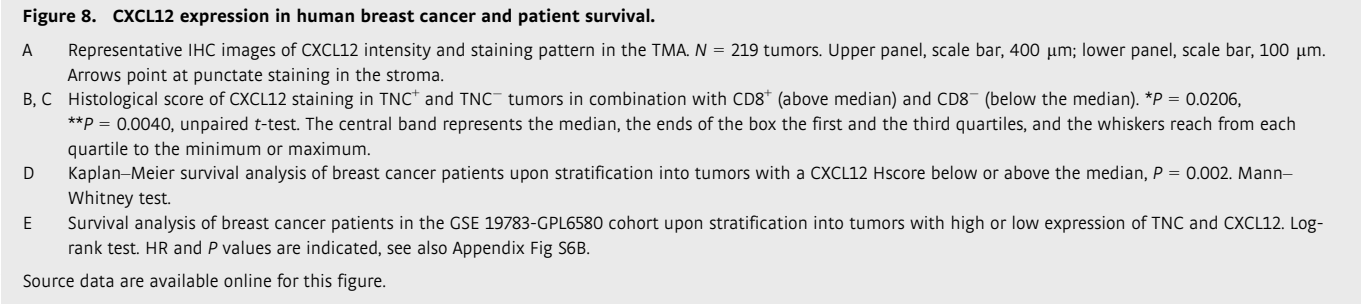 Figure 8. CXCL12 expression in human breast cancer and patient survival.
A Representative IHC images of CXCL12 intensity and staining pattern in the TMA. N = 219 tumors. Upper panel, scale bar, 400 μm; lower panel, scale bar, 100 μm.
Arrows point at punctate staining in the stroma.
B, C Histological score of CXCL12 staining in TNC⁺ and TNC⁻ tumors in combination with CD8⁺ (above median) and CD8⁻ (below the median). *P = 0.0206,
**P = 0.0040, unpaired t-test. The central band represents the median, the ends of the box the first and the third quartiles, and the whiskers reach from each
quartile to the minimum or maximum.
D Kaplan–Meier survival analysis of breast cancer patients upon stratification into tumors with a CXCL12 Hscore below or above the median, P = 0.002. Mann–
Whitney test.
E Survival analysis of breast cancer patients in the GSE 19783-GPL6580 cohort upon stratification into tumors with high or low expression of TNC and CXCL12. Log-
rank test. HR and P values are indicated, see also Appendix Fig S6B.
Source data are available online for this figure.